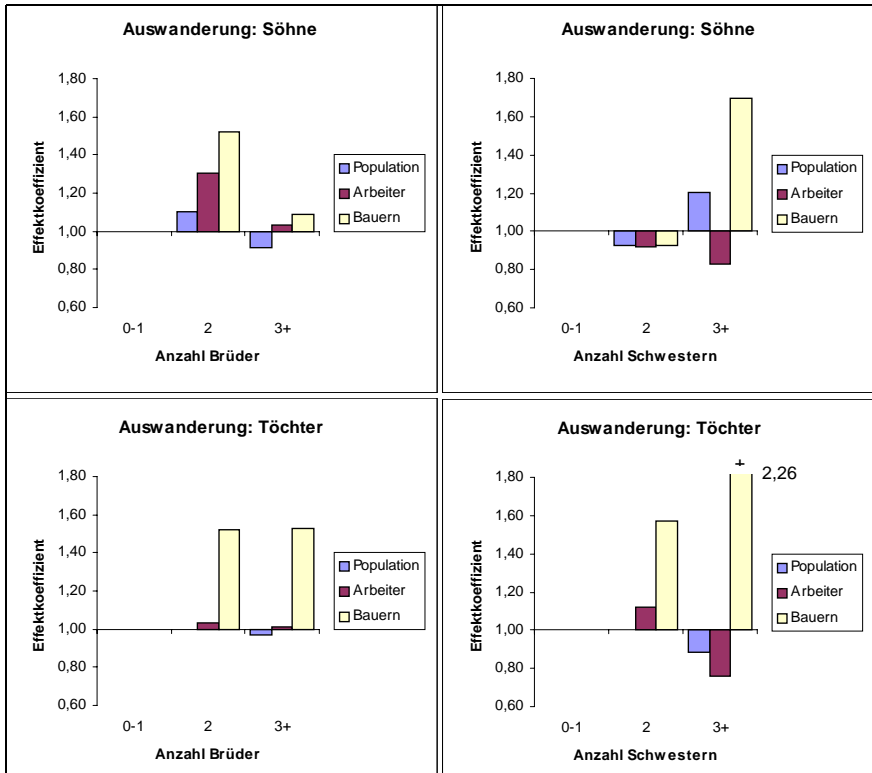 Auswanderung: Söhne
1,80
1,60
1,40
1,20
1,00
0,80
0,60
Effektkoeffizient
0-1 2 3+
Anzahl Brüder
Population
Arbeiter
Bauern
Auswanderung: Söhne
1,80
1,60
1,40
1,20
1,00
0,80
0,60
Effektkoeffizient
0-1 2 3+
Anzahl Schwestern
Population
Arbeiter
Bauern
Auswanderung: Töchter
1,80
1,60
1,40
1,20
1,00
0,80
0,60
Effektkoeffizient
0-1 2 3+
Anzahl Brüder
Population
Arbeiter
Bauern
Auswanderung: Töchter
+
2,26
1,80
1,60
1,40
1,20
1,00
0,80
0,60
Effektkoeffizient
0-1 2 3+
Anzahl Schwestern
Population
Arbeiter
Bauern